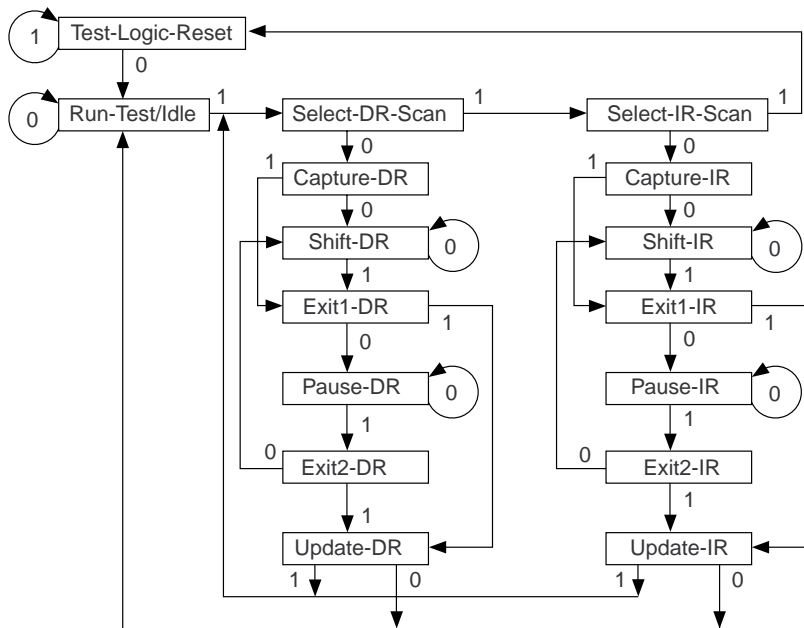 Test-Logic-Reset
1
0
Run-Test/Idle
0
1
Select-DR-Scan
1
Select-IR-Scan
1
0
0
1
Capture-DR
1
Capture-IR
0
0
Shift-DR
0
Shift-IR
0
1
1
Exit1-DR
1
Exit1-IR
1
0
0
Pause-DR
0
Pause-IR
0
1
1
0
Exit2-DR
0
Exit2-IR
1
1
Update-DR
Update-IR
1
0
1
0